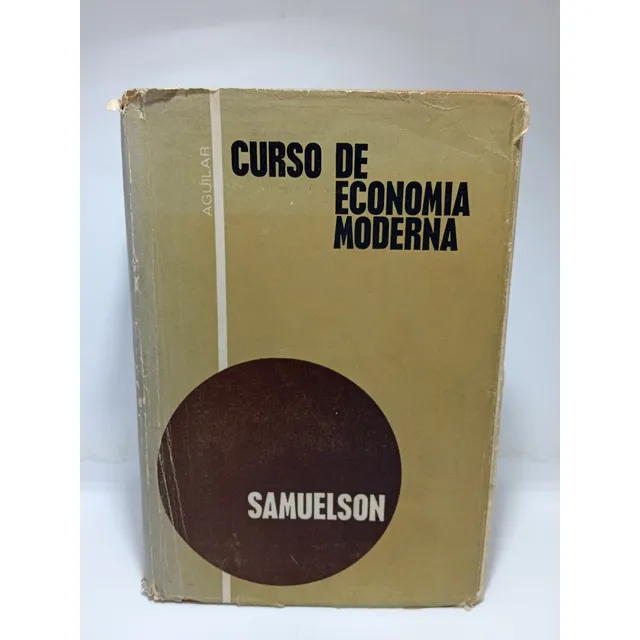 AGUILAR
CURSO DE
ECONOMIA
MODERNA
SAMUELSON